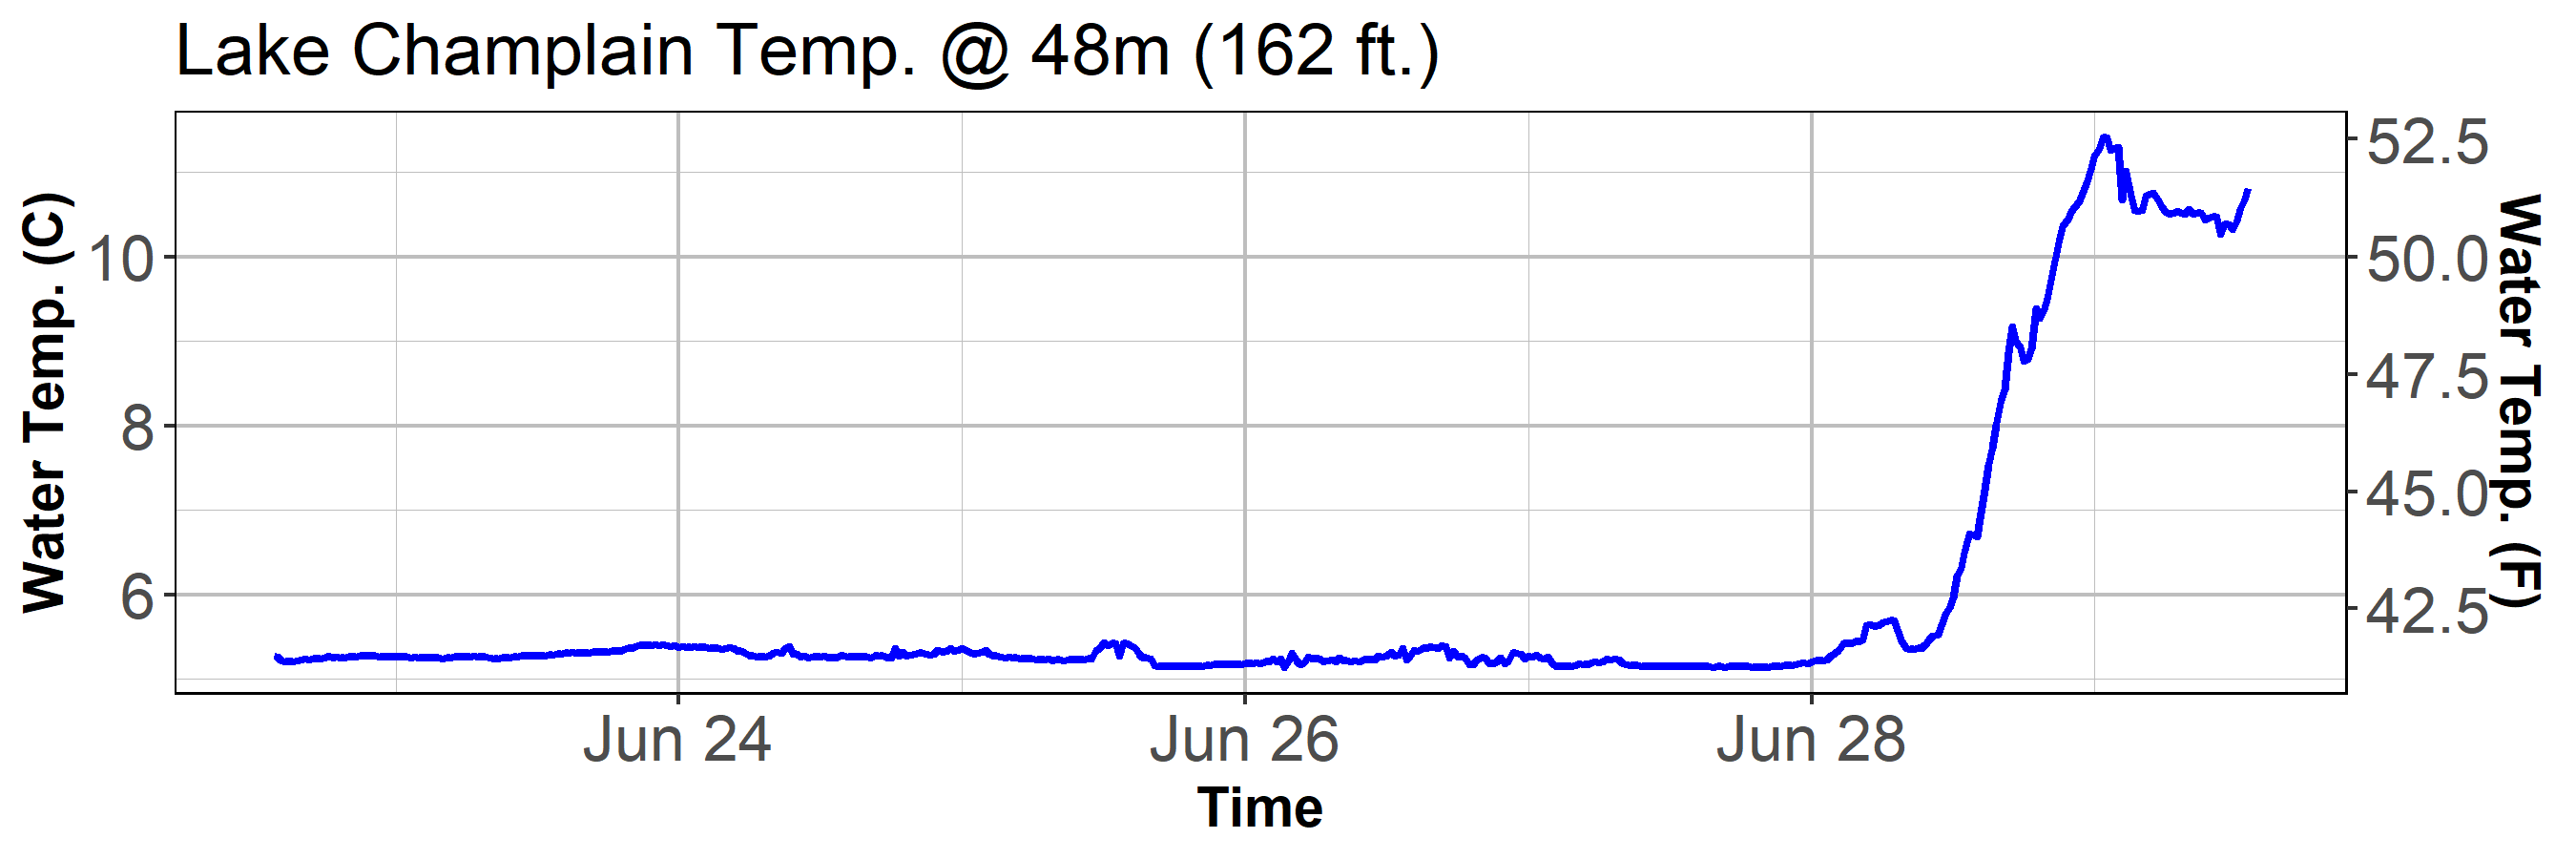 Lake Champlain Temp. @ 48m (162 ft.)
Water Temp. (C)
10
8
6
52.5
50.0
47.5
45.0
42.5
Water Temp. (F)
Jun 24
Jun 26
Jun 28
Time